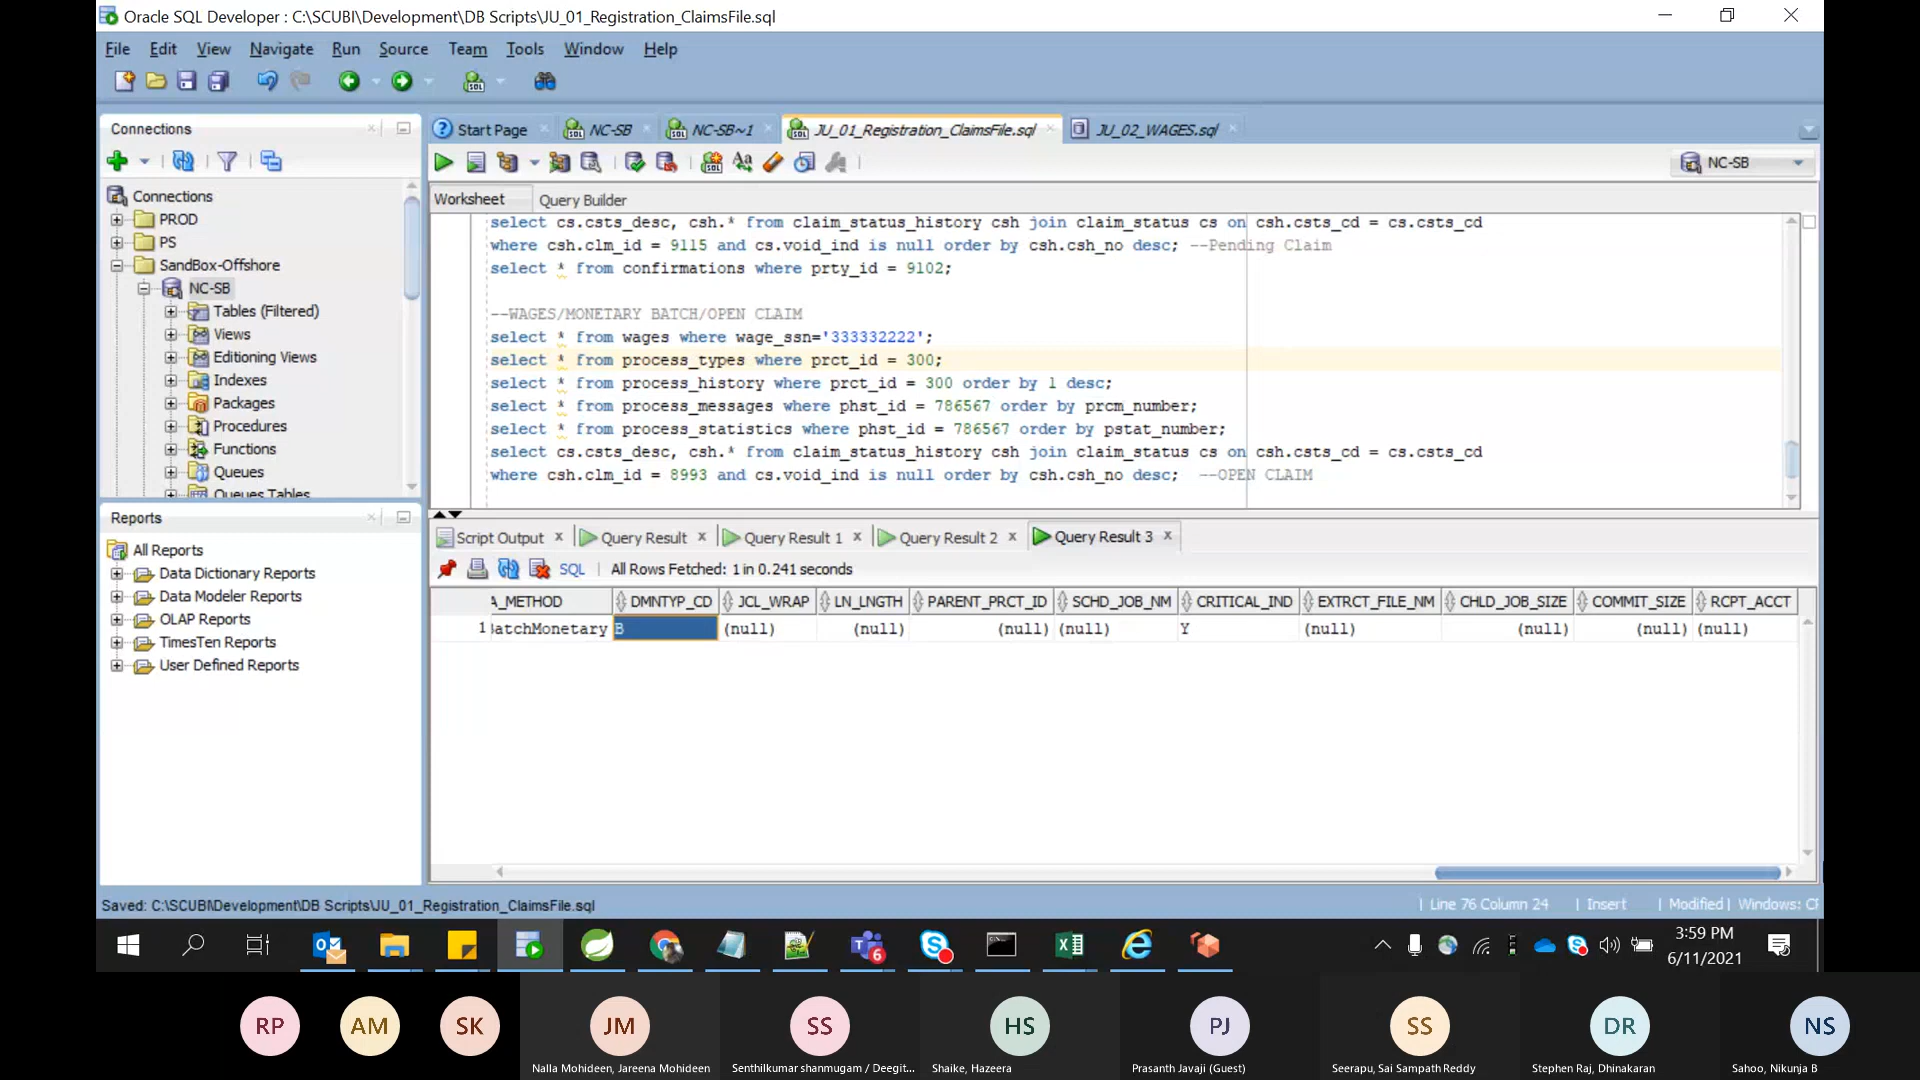 Oracle SQL Developer : C:\SCUBI\Development\DB Scripts\JU_01_Registration_ClaimsFile.sql
File Edit View Navigate Run Source Team Tools Window Help
Connections
Start Page NC-SB NC-SB~1 JU_01_Registration_ClaimsFile.sql JU_02_WAGES.sql
NC-SB
Worksheet Query Builder
Connections
PROD
PS
SandBox-Offshore
NC-SB
Tables (Filtered)
Views
Editioning Views
Indexes
Packages
Procedures
Functions
Queues
Queues Tables
select cs.csts_desc, csh.* from claim_status_history csh join claim_status cs on csh.csts_cd = cs.csts_cd
where csh.clm_id = 9115 and cs.void_ind is null order by csh.csh_no desc; --Pending Claim
select * from confirmations where prty_id = 9102;
--WAGES/MONETARY BATCH/OPEN CLAIM
select * from wages where wage_ssn='333332222';
select * from process_types where prct_id = 300;
select * from process_history where prct_id = 300 order by 1 desc;
select * from process_messages where phst_id = 786567 order by prcm_number;
select * from process_statistics where phst_id = 786567 order by pstat_number;
select cs.csts_desc, csh.* from claim_status_history csh join claim_status cs on csh.csts_cd = cs.csts_cd
where csh.clm_id = 8993 and cs.void_ind is null order by csh.csh_no desc; --OPEN CLAIM
Reports
All Reports
Data Dictionary Reports
Data Modeler Reports
OLAP Reports
TimesTen Reports
User Defined Reports
Script Output Query Result Query Result 1 Query Result 2 Query Result 3
SQL All Rows Fetched: 1 in 0.241 seconds
A_METHOD DMNTYP_CD JCL_WRAP LN_LNGTH PARENT_PRCT_ID SCHD_JOB_NM CRITICAL_IND EXTRCT_FILE_NM CHLD_JOB_SIZE COMMIT_SIZE RCPT_ACCT
1 BatchMonetary B (null) (null) (null) (null) Y (null) (null) (null) (null)
Saved: C:\SCUBI\Development\DB Scripts\JU_01_Registration_ClaimsFile.sql
Line 76 Column 24 Insert Modified Windows: CF
3:59 PM
6/11/2021
6
RP AM SK JM SS HS PJ SS DR NS
Nalla Mohideen, Jareena Mohideen
Senthilkumar shanmugam / Deegit...
Shaike, Hazeera
Prasanth Javaji (Guest)
Seerapu, Sai Sampath Reddy
Stephen Raj, Dhinakaran
Sahoo, Nikunja B